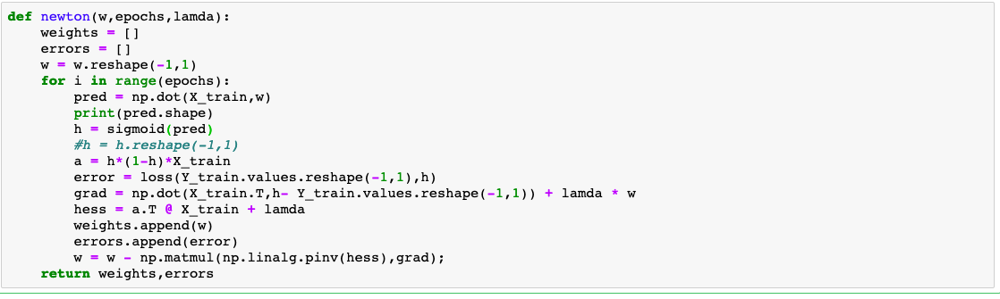 def newton(w,epochs,lamda):
    weights = []
    errors = []
    w = w.reshape(-1,1)
    for i in range(epochs):
        pred = np.dot(X_train,w)
        print(pred.shape)
        h = sigmoid(pred)
        #h = h.reshape(-1,1)
        a = h*(1-h)*X_train
        error = loss(Y_train.values.reshape(-1,1),h)
        grad = np.dot(X_train.T,h- Y_train.values.reshape(-1,1)) + lamda * w
        hess = a.T @ X_train + lamda
        weights.append(w)
        errors.append(error)
        w = w - np.matmul(np.linalg.pinv(hess),grad);
    return weights,errors